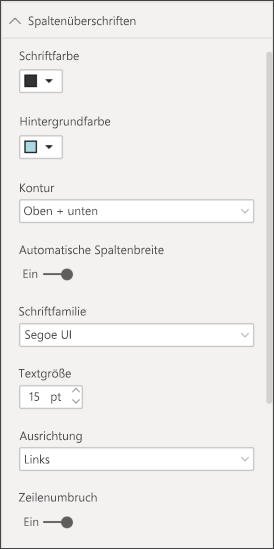 Spaltenüberschriften
Schriftfarbe
Hintergrundfarbe
Kontur
Oben + unten
Automatische Spaltenbreite
Ein
Schriftfamilie
Segoe UI
Textgröße
15 pt
Ausrichtung
Links
Zeilenumbruch
Ein